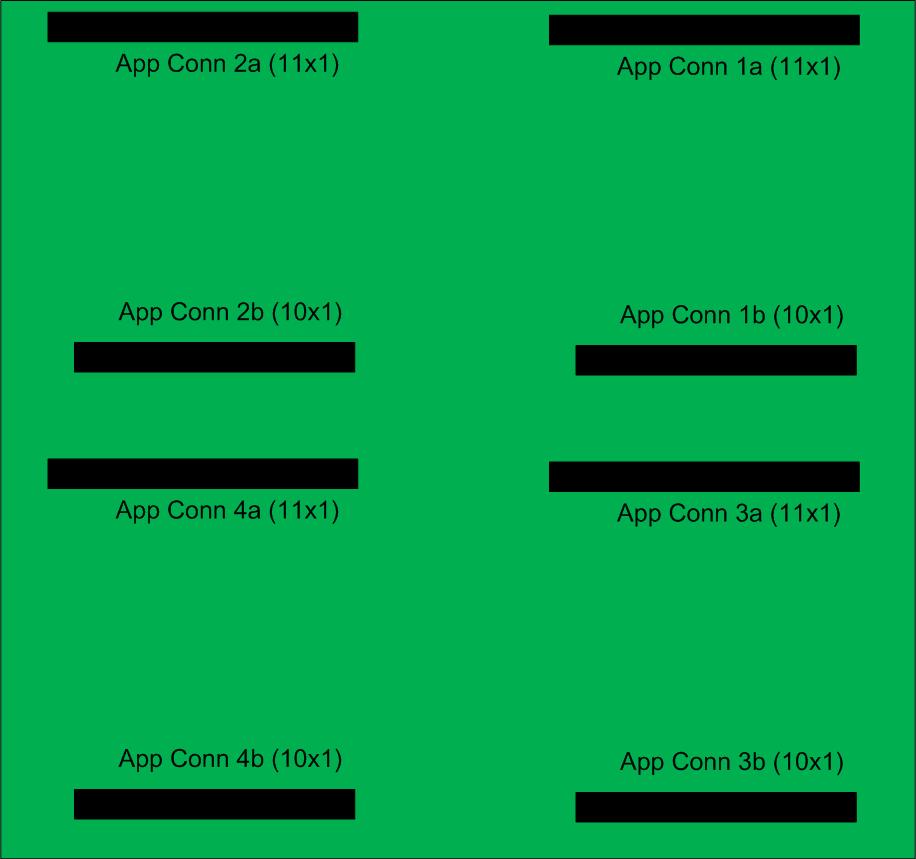 App Conn 2a (11x1)
App Conn 1a (11x1)
App Conn 2b (10x1)
App Conn 1b (10x1)
App Conn 4a (11x1)
App Conn 3a (11x1)
App Conn 4b (10x1)
App Conn 3b (10x1)